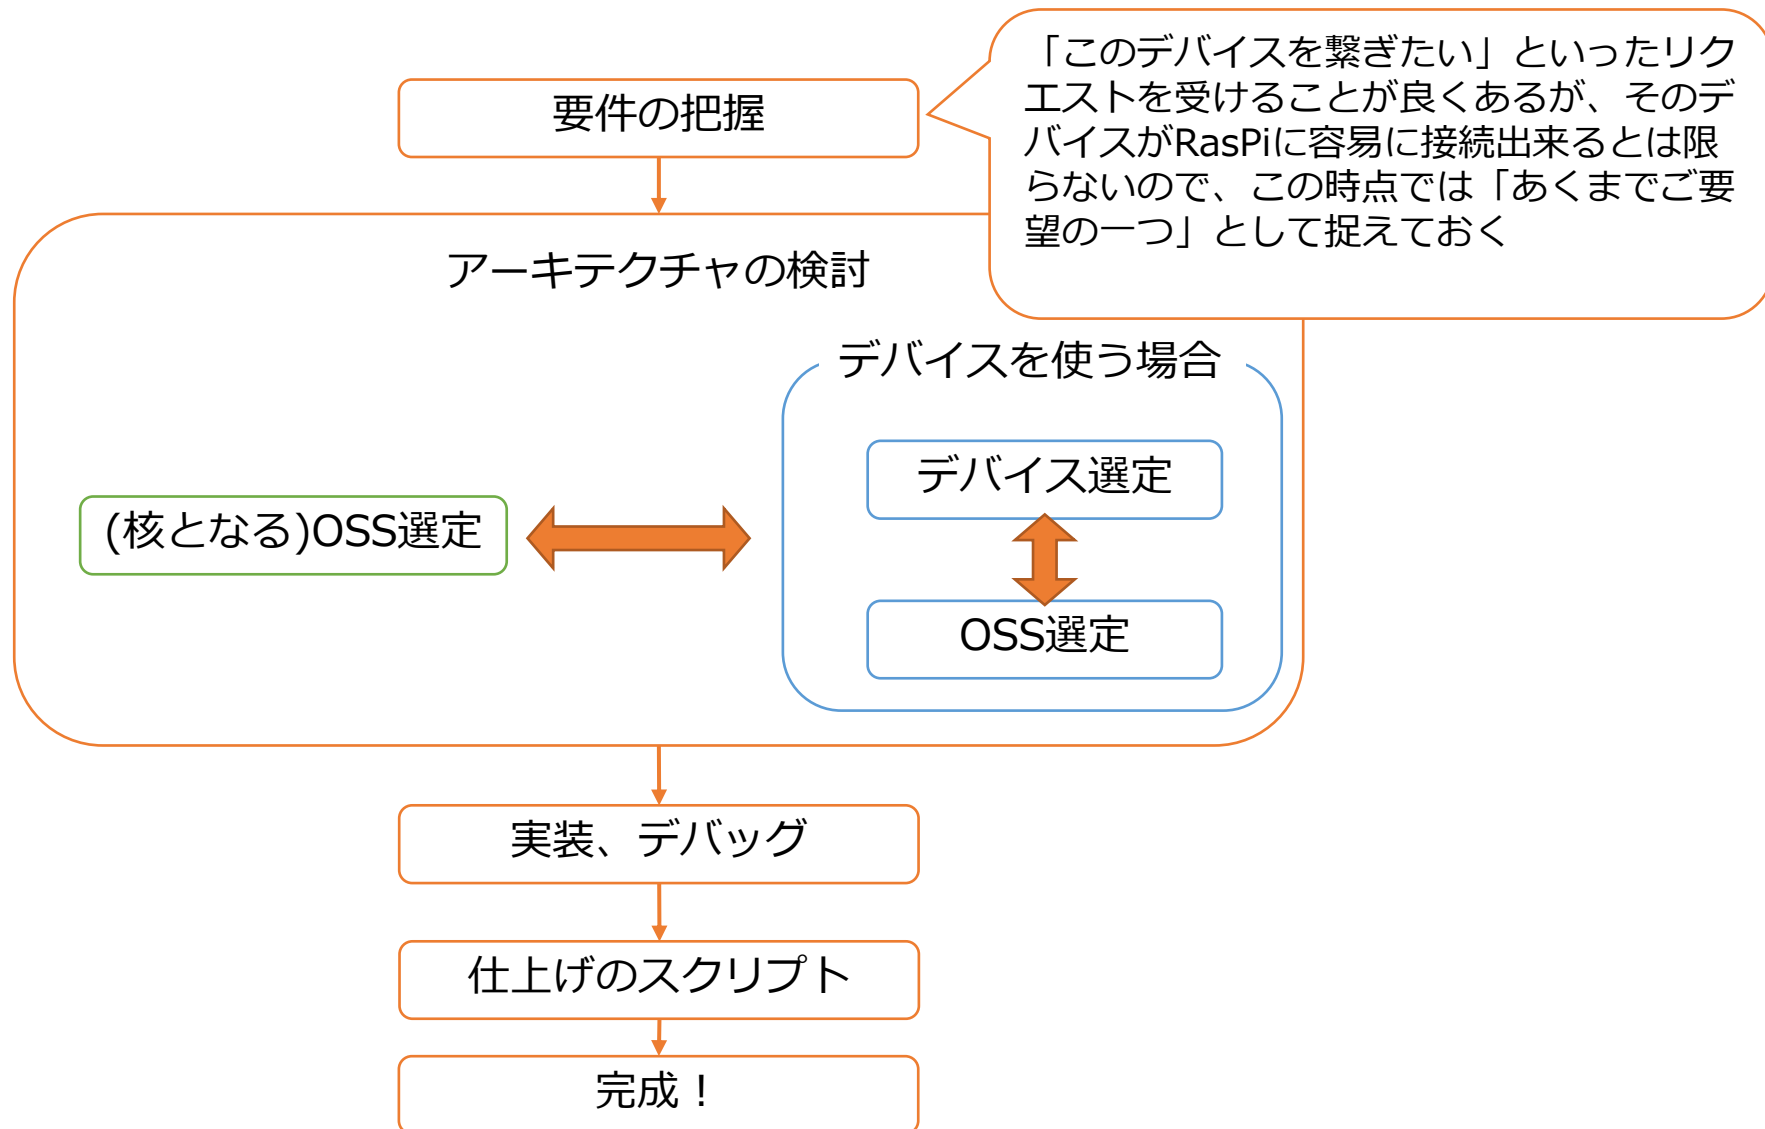 要件の把握
「このデバイスを繋ぎたい」といったリク
エストを受けることが良くあるが、そのデ
バイスがRasPiに容易に接続出来るとは限
らないので、この時点では「あくまでご要
望の一つ」として捉えておく
アーキテクチャの検討
デバイスを使う場合
デバイス選定
(核となる)OSS選定
OSS選定
実装、デバッグ
仕上げのスクリプト
完成！